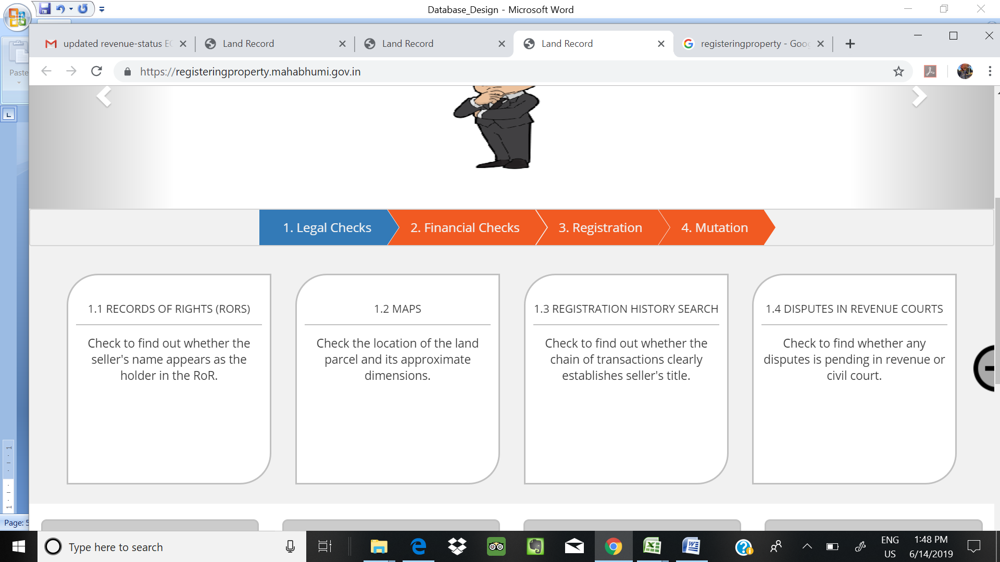 Database_Design - Microsoft Word
Paste
updated revenue-status EC
Land Record
Land Record
Land Record
registeringproperty - Goo
https://registeringproperty.mahabhumi.gov.in
1. Legal Checks
2. Financial Checks
3. Registration
4. Mutation
1.1 RECORDS OF RIGHTS (RORS)
Check to find out whether the
seller's name appears as the
holder in the RoR.
1.2 MAPS
Check the location of the land
parcel and its approximate
dimensions.
1.3 REGISTRATION HISTORY SEARCH
Check to find out whether the
chain of transactions clearly
establishes seller's title.
1.4 DISPUTES IN REVENUE COURTS
Check to find whether any
disputes is pending in revenue or
civil court.
Page: 5
Type here to search
ENG
US
1:48 PM
6/14/2019